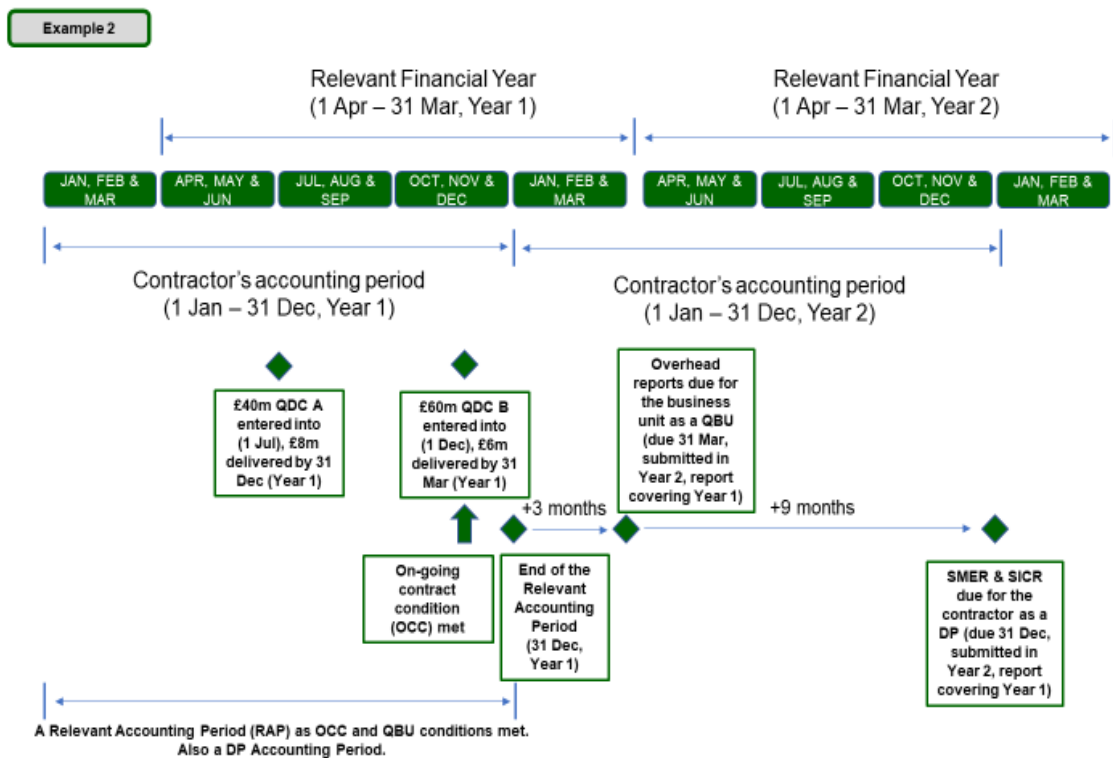 Example 2
Relevant Financial Year
(1 Apr – 31 Mar, Year 1)
Relevant Financial Year
(1 Apr – 31 Mar, Year 2)
JAN, FEB &
MAR
APR, MAY &
JUN
JUL, AUG &
SEP
OCT, NOV &
DEC
JAN, FEB &
MAR
APR, MAY &
JUN
JUL, AUG &
SEP
OCT, NOV &
DEC
JAN, FEB &
MAR
Contractor's accounting period
(1 Jan – 31 Dec, Year 1)
Contractor's accounting period
(1 Jan – 31 Dec, Year 2)
£40m QDC A
entered into
(1 Jul), £8m
delivered by 31
Dec (Year 1)
£60m QDC B
entered into
(1 Dec), £6m
delivered by 31
Mar (Year 1)
Overhead
reports due for
the business
unit as a QBU
(due 31 Mar,
submitted in
Year 2, report
covering Year 1)
+3 months
+9 months
On-going
contract
condition
(OCC) met
End of the
Relevant
Accounting
Period
(31 Dec,
Year 1)
SMER & SICR
due for the
contractor as a
DP (due 31 Dec,
submitted in
Year 2, report
covering Year 1)
A Relevant Accounting Period (RAP) as OCC and QBU conditions met.
Also a DP Accounting Period.